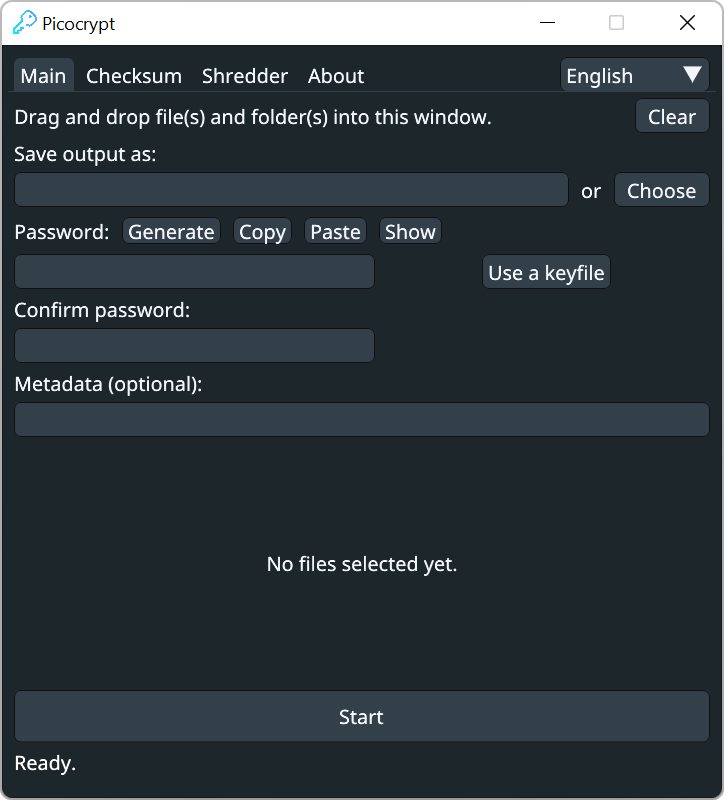 Picocrypt
Main Checksum Shredder About English
Drag and drop file(s) and folder(s) into this window. Clear
Save output as:
or Choose
Password: Generate Copy Paste Show
Use a keyfile
Confirm password:
Metadata (optional):
No files selected yet.
Start
Ready.